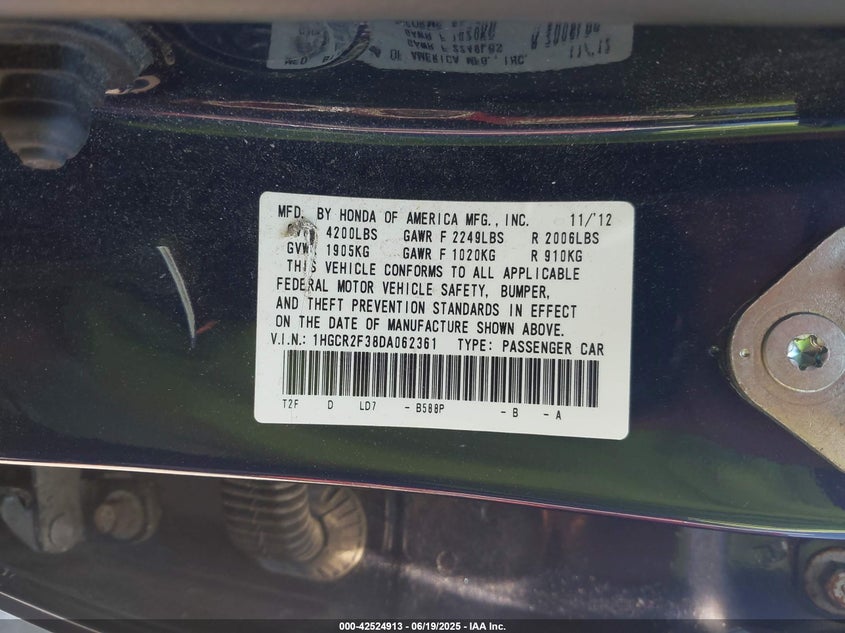 MFD. BY HONDA OF AMERICA MFG., INC. 11/'12
4200LBS GAWR F 2249LBS R 2006LBS
GVW 1905KG GAWR F 1020KG R 910KG
THIS VEHICLE CONFORMS TO ALL APPLICABLE
FEDERAL MOTOR VEHICLE SAFETY, BUMPER,
AND THEFT PREVENTION STANDARDS IN EFFECT
ON THE DATE OF MANUFACTURE SHOWN ABOVE.
V.I.N.: 1HGCR2F38DA062361 TYPE: PASSENGER CAR
T2F D LD7 - B588P - B - A
000-42524913 - 06/19/2025 - IAA Inc.